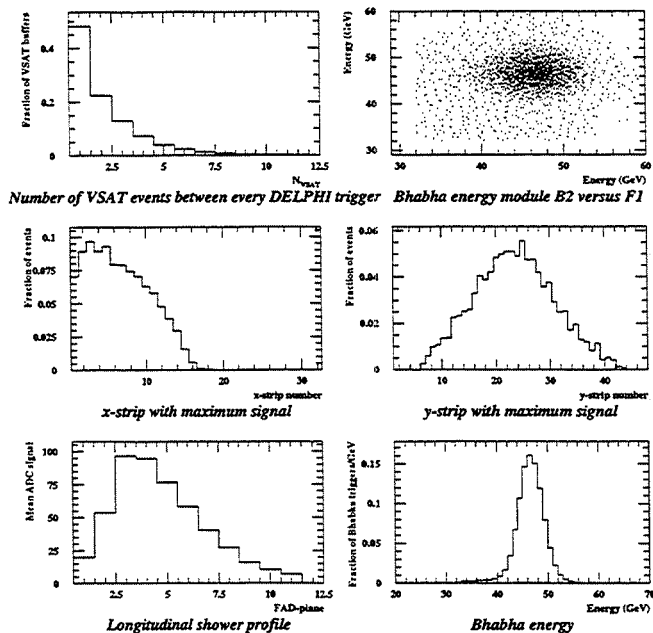 Fraction of VSAT buffers
0.4
0.2
0
2.5 5 7.5 10 12.5
N_VSAT
Number of VSAT events between every DELPHI trigger
Energy (GeV)
60
50
40
30
30 40 50 60
Energy (GeV)
Bhabha energy module B2 versus F1
Fraction of events
0.1
0.075
0.05
0.025
0
10 20 30
x-strip number
x-strip with maximum signal
Fraction of events
0.06
0.04
0.02
0
10 20 30 40
y-strip number
y-strip with maximum signal
Mean ADC signal
100
75
50
25
0
2.5 5 7.5 10 12.5
FAD-plane
Longitudinal shower profile
Fraction of Bhabha triggers/GeV
0.15
0.1
0.05
0
20 30 40 50 60 70
Energy (GeV)
Bhabha energy